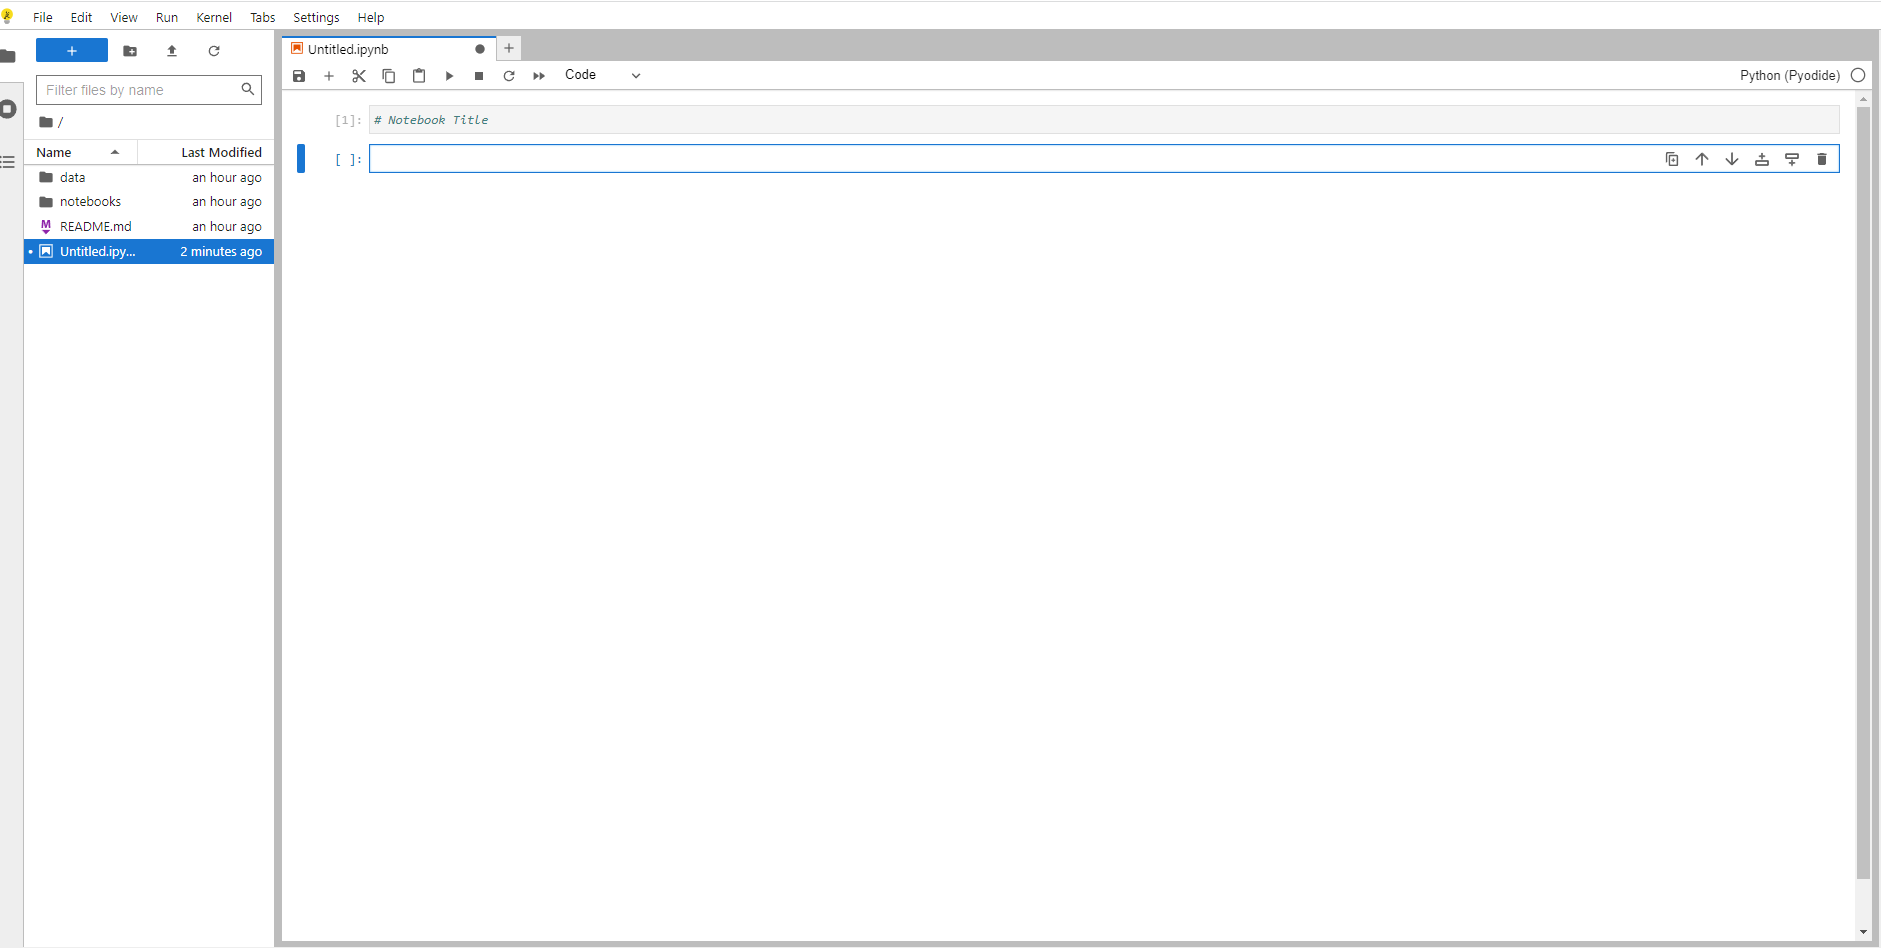 File Edit View Run Kernel Tabs Settings Help
+
Filter files by name
/
Name Last Modified
data an hour ago
notebooks an hour ago
M README.md an hour ago
Untitled.ipy... 2 minutes ago
Untitled.ipynb
Code
Python (Pyodide)
[1]: # Notebook Title
[ ]: